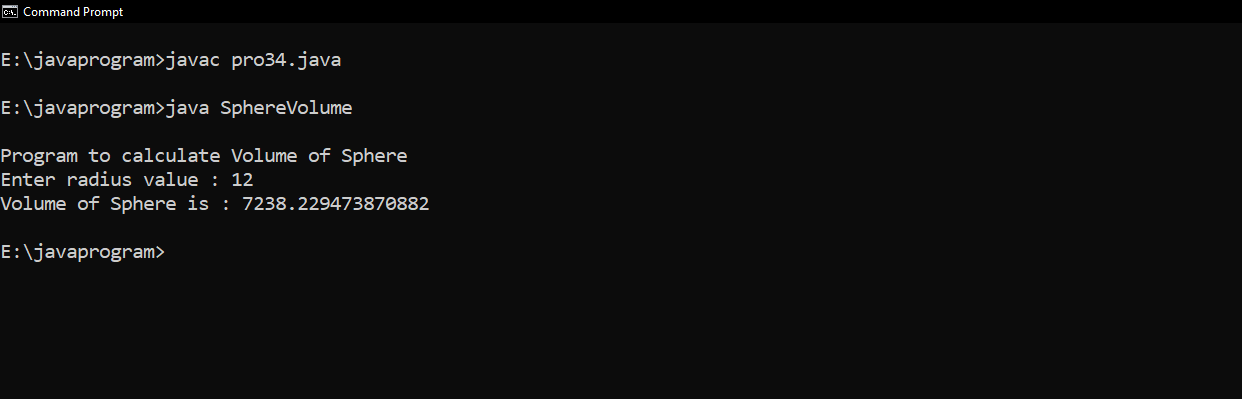 Command Prompt
E:\javaprogram>javac pro34.java
E:\javaprogram>java SphereVolume
Program to calculate Volume of Sphere
Enter radius value : 12
Volume of Sphere is : 7238.229473870882
E:\javaprogram>